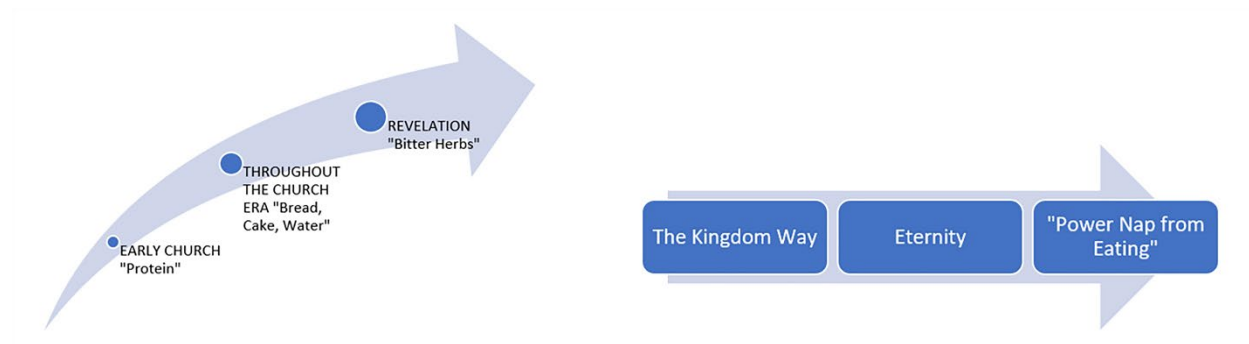 REVELATION
"Bitter Herbs"
THROUGHOUT
THE CHURCH
ERA "Bread,
Cake, Water"
EARLY CHURCH
"Protein"
The Kingdom Way
Eternity
"Power Nap from
Eating"